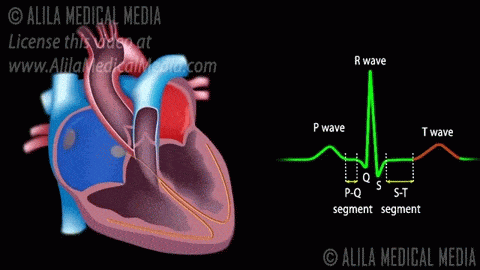 © ALILA MEDICAL MEDIA
License this video at
www.AlilaMedicalMedia.com
R wave
P wave
T wave
Q
S
P-Q
segment
S-T
segment
© ALILA MEDICAL MEDIA